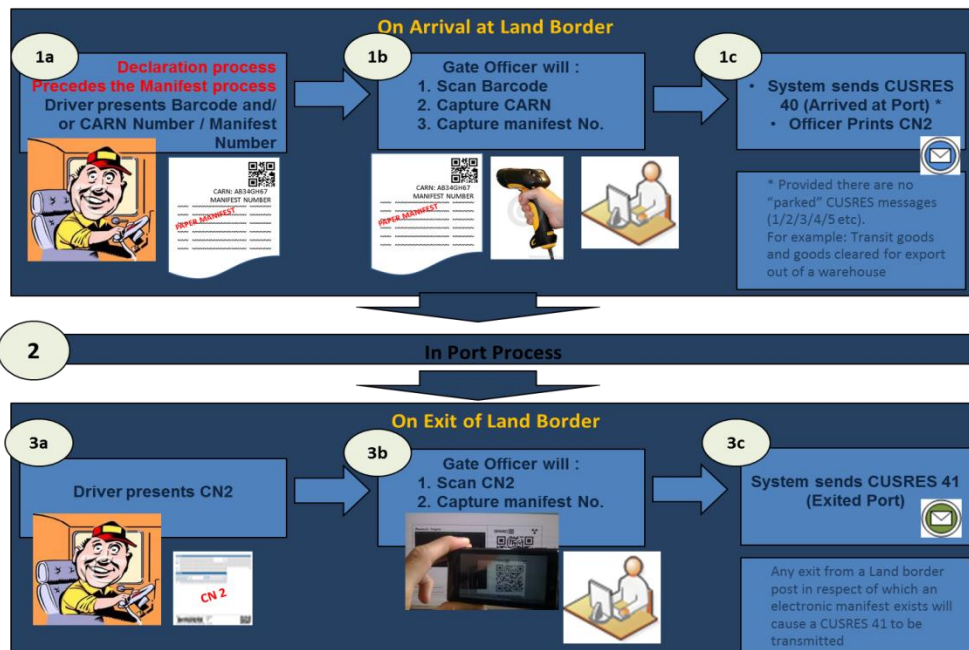 On Arrival at Land Border
1a
Declaration process
Precedes the Manifest process
Driver presents Barcode and/
or CARN Number / Manifest
Number
CARN: AB34GH67
MANIFEST NUMBER
PAPER MANIFEST
1b
Gate Officer will :
1. Scan Barcode
2. Capture CARN
3. Capture manifest No.
CARN: AB34GH67
MANIFEST NUMBER
PAPER MANIFEST
1c
• System sends CUSRES
40 (Arrived at Port) *
• Officer Prints CN2
* Provided there are no
"parked" CUSRES messages
(1/2/3/4/5 etc).
For example: Transit goods
and goods cleared for export
out of a warehouse
2
In Port Process
On Exit of Land Border
3a
Driver presents CN2
CN 2
3b
Gate Officer will :
1. Scan CN2
2. Capture manifest No.
3c
System sends CUSRES 41
(Exited Port)
Any exit from a Land border
post in respect of which an
electronic manifest exists will
cause a CUSRES 41 to be
transmitted